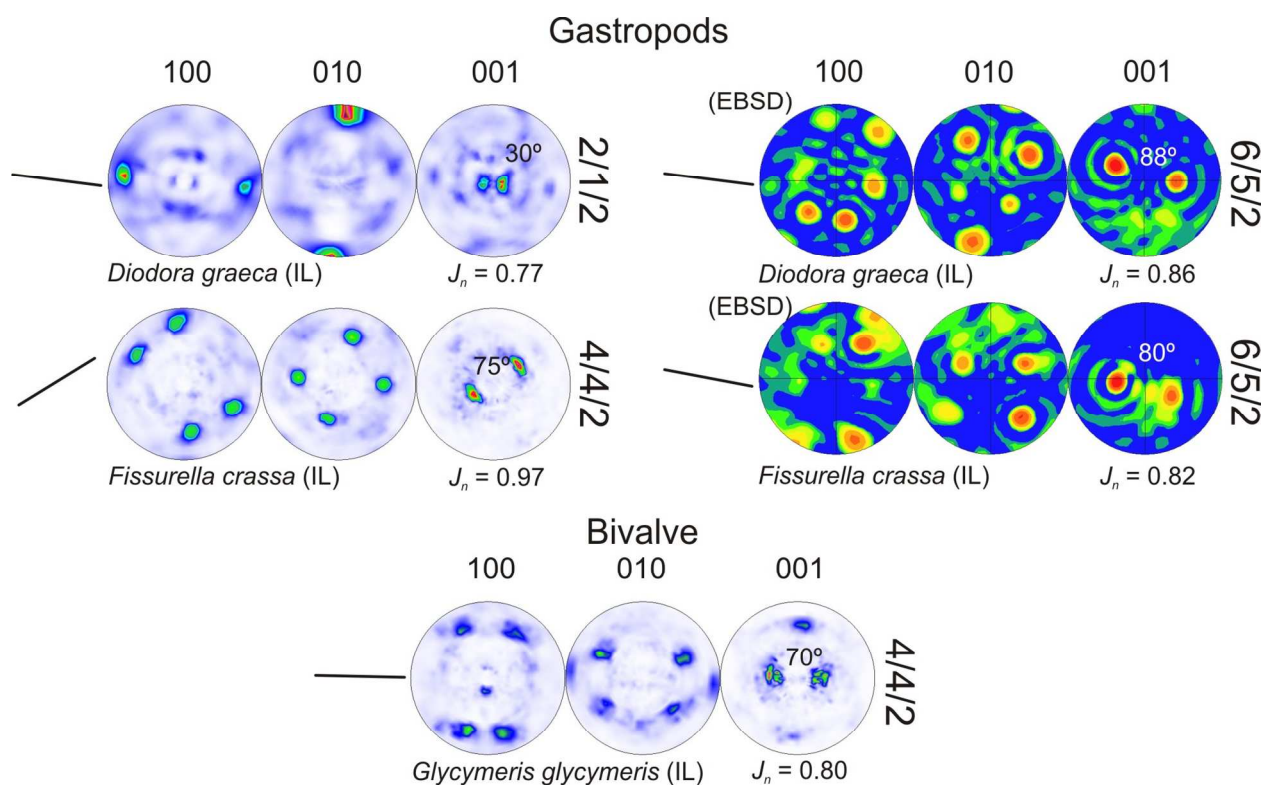 Gastropods
100 010 001 100 010 001
(EBSD)
30º 2/1/2 88º 6/5/2
Diodora graeca (IL) Jn = 0.77 Diodora graeca (IL) Jn = 0.86
(EBSD)
75º 4/4/2 80º 6/5/2
Fissurella crassa (IL) Jn = 0.97 Fissurella crassa (IL) Jn = 0.82
Bivalve
100 010 001
70º 4/4/2
Glycymeris glycymeris (IL) Jn = 0.80